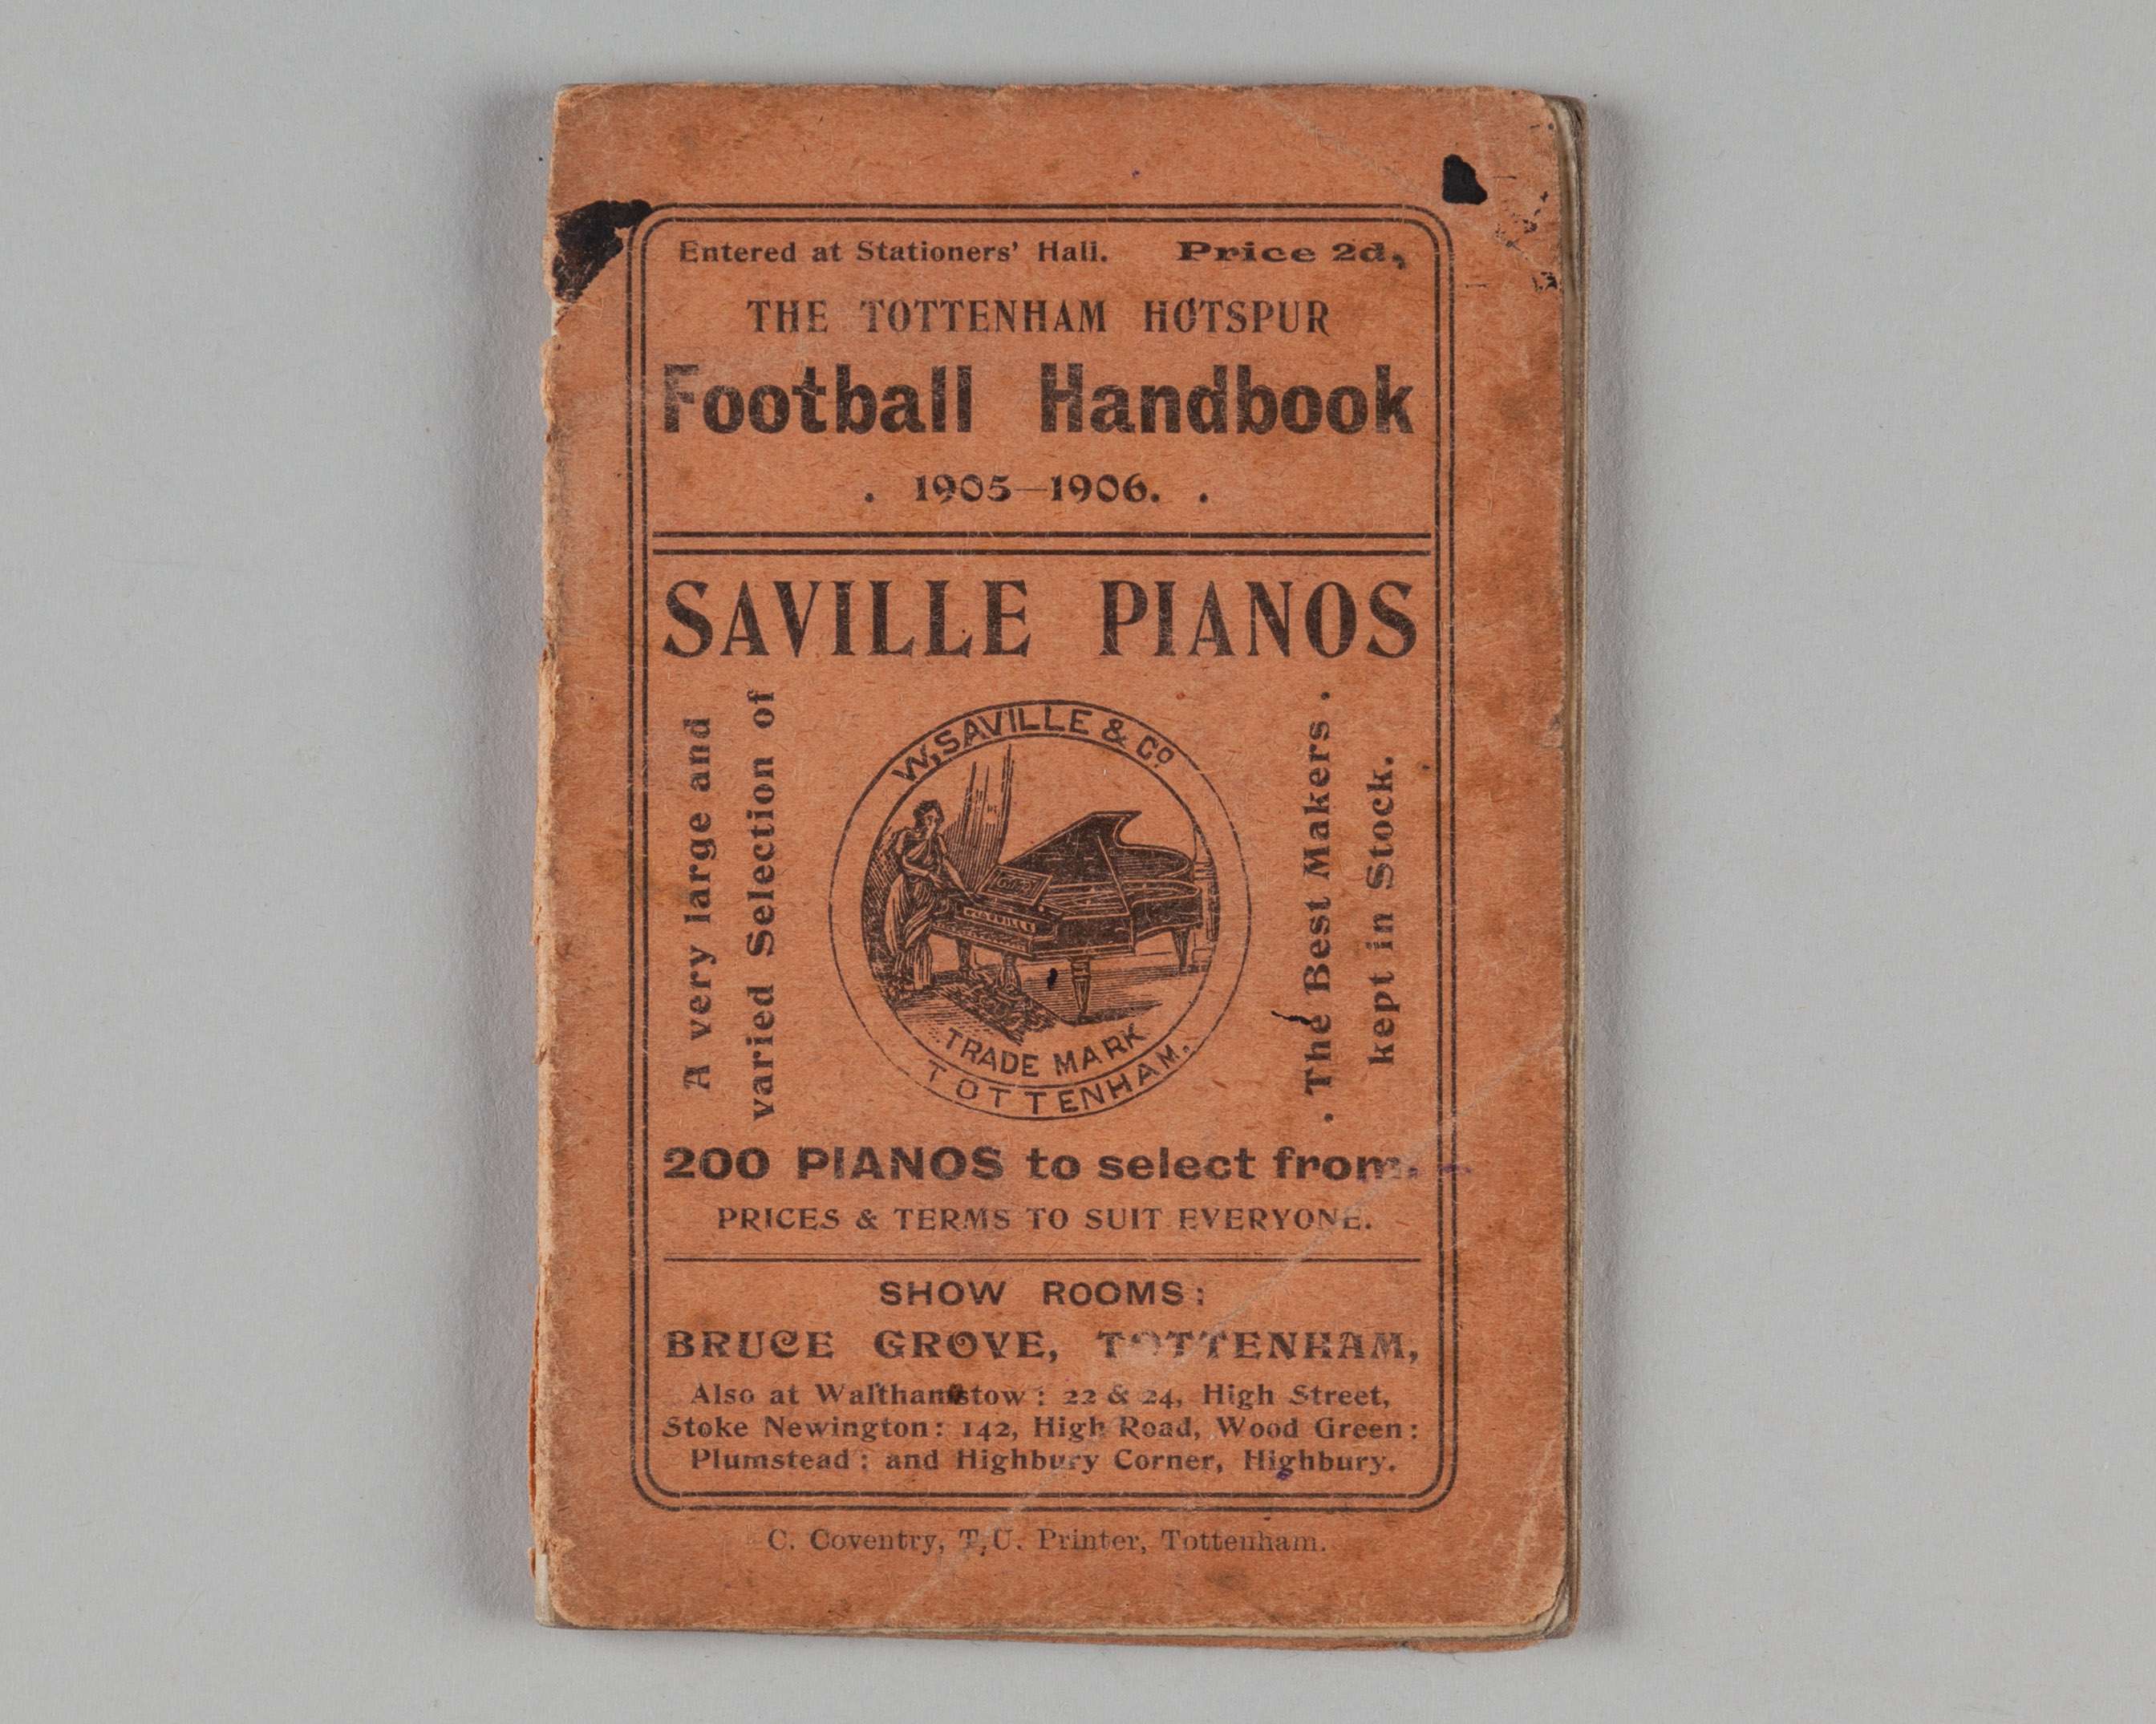 Entered at Stationers' Hall. Price 2d,
THE TOTTENHAM HOTSPUR
Football Handbook
. 1905—1906. .
SAVILLE PIANOS
A very large and
varied Selection of
W. SAVILLE & Co
W. SAVILLE
TRADE MARK
TOTTENHAM.
. The Best Makers .
kept in Stock.
200 PIANOS to select from.
PRICES & TERMS TO SUIT EVERYONE.
SHOW ROOMS:
BRUCE GROVE, TOTTENHAM,
Also at Walthamstow: 22 & 24, High Street,
Stoke Newington: 142, High Road, Wood Green:
Plumstead: and Highbury Corner, Highbury.
C. Coventry, T.U. Printer, Tottenham.